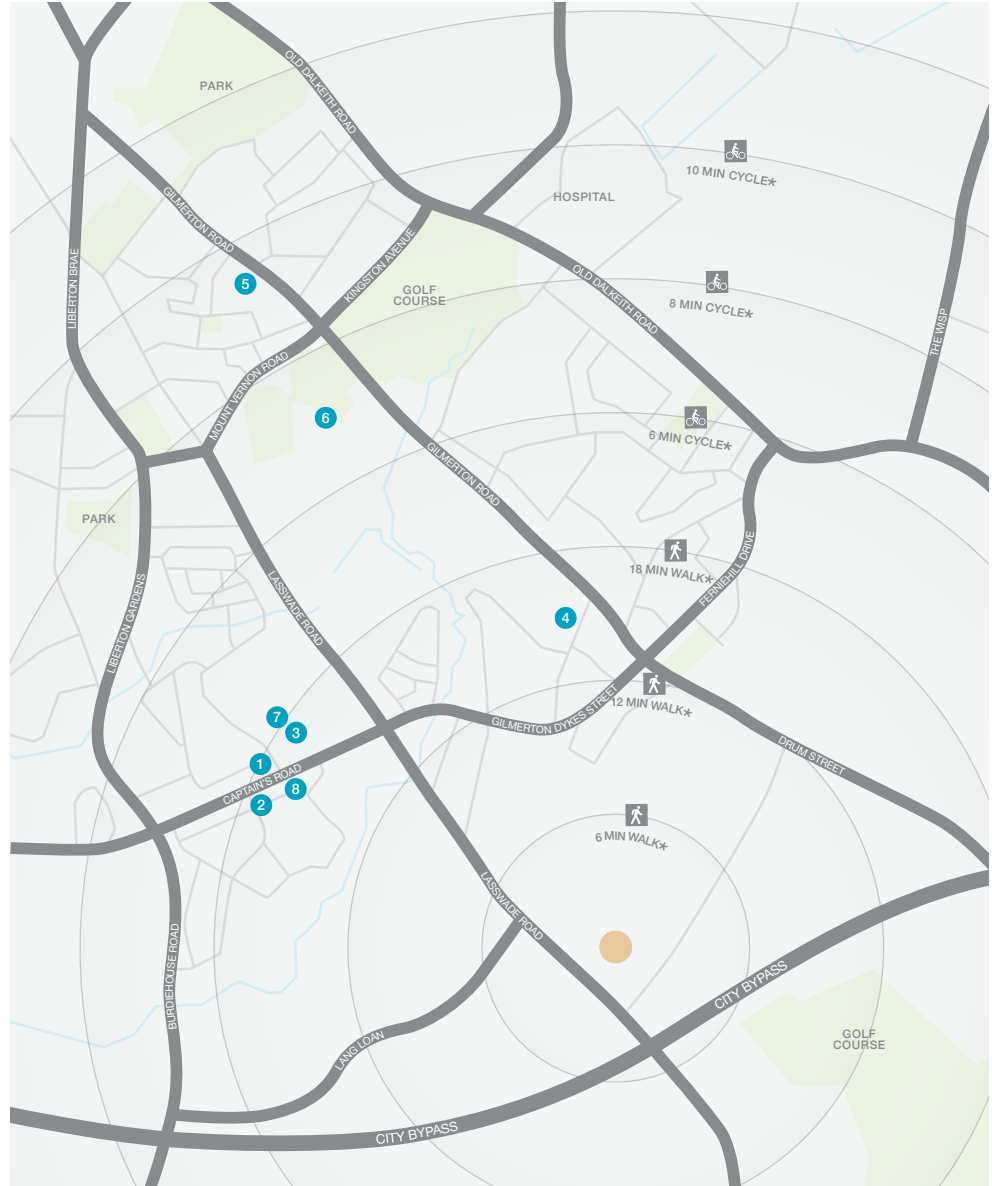 OLD DALKEITH ROAD
PARK
GILMERTON ROAD
10 MIN CYCLE*
HOSPITAL
LIBERTON BRAE
KINGSTON AVENUE
5
GOLF
COURSE
OLD DALKEITH ROAD
8 MIN CYCLE*
THE WISP
MOUNT VERNON ROAD
6
6 MIN CYCLE*
GILMERTON ROAD
PARK
18 MIN WALK*
FERNIEHILL DRIVE
LIBERTON GARDENS
LASSWADE ROAD
4
12 MIN WALK*
GILMERTON DYKES STREET
7
3
DRUM STREET
1
CAPTAIN'S ROAD
8
2
6 MIN WALK*
LASSWADE ROAD
BURDIEHOUSE ROAD
CITY BYPASS
LANG LOAN
GOLF
COURSE
CITY BYPASS